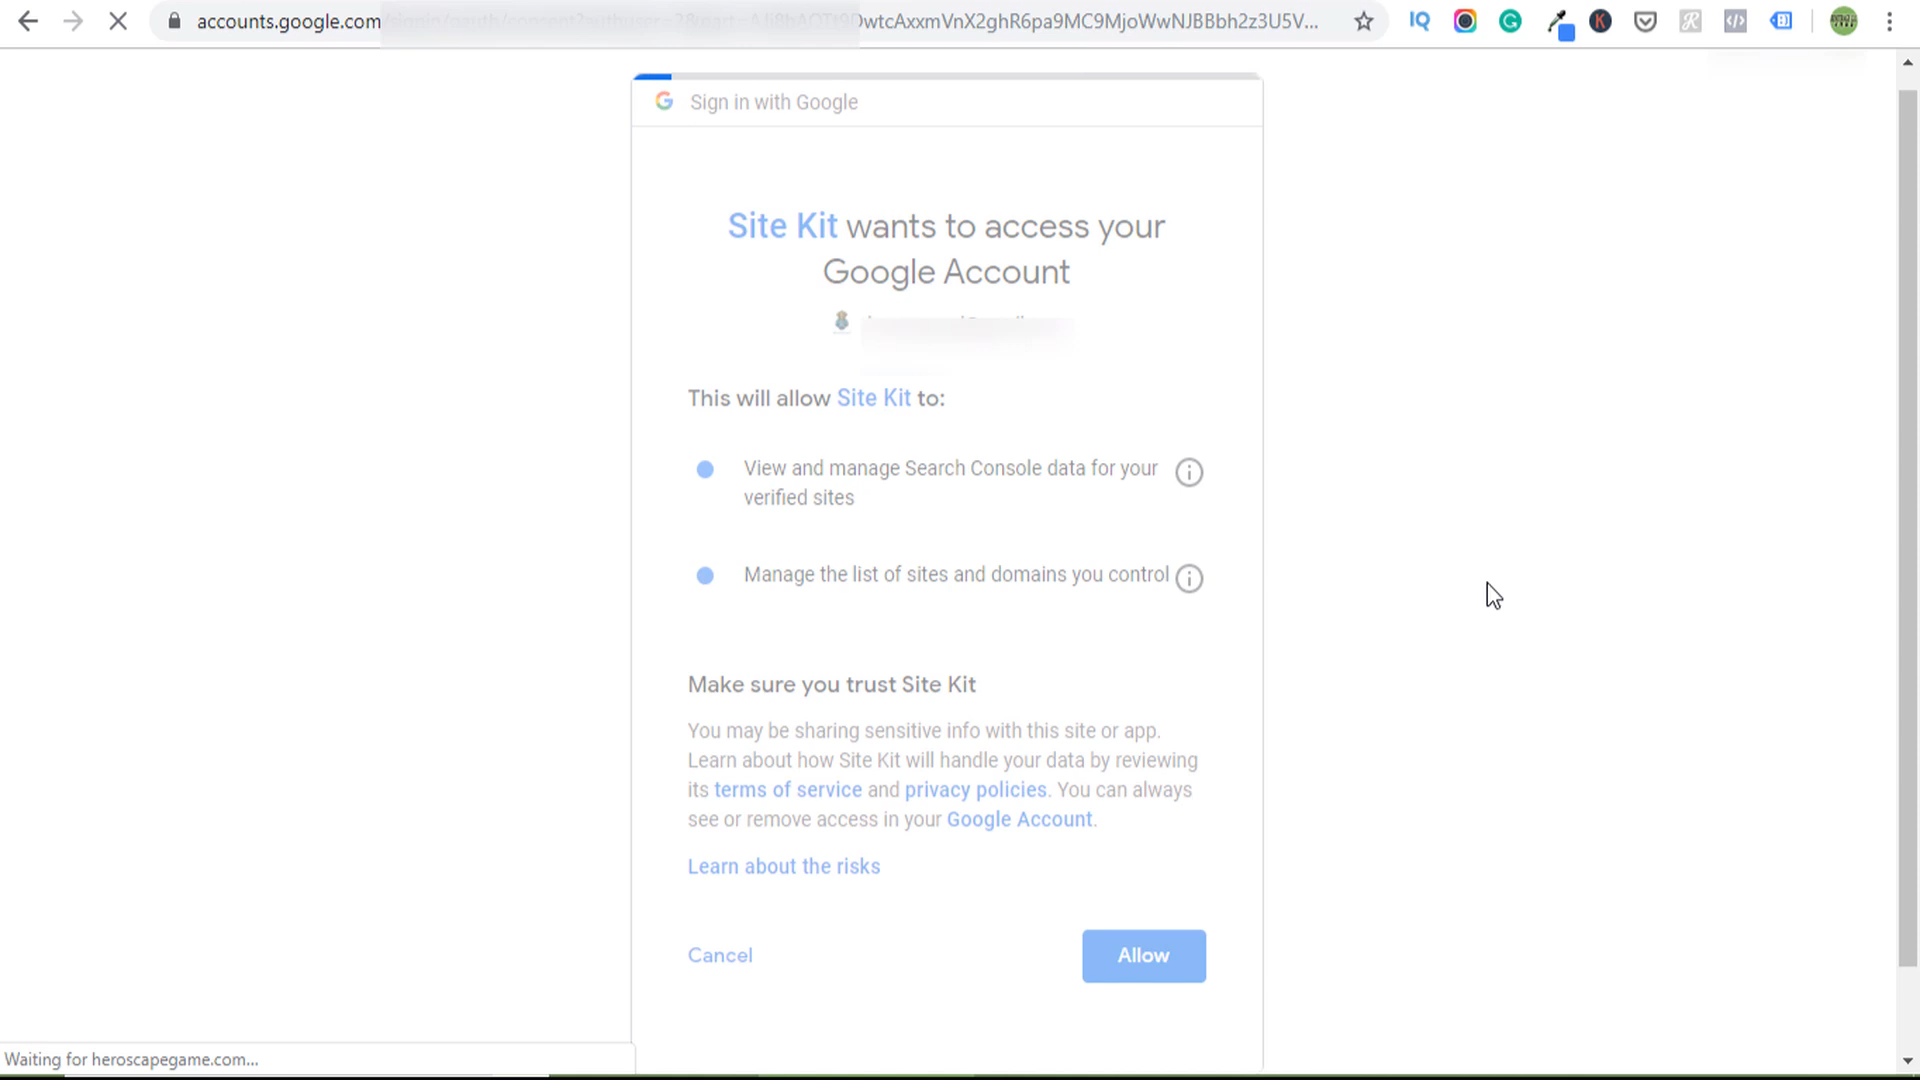 accounts.google.com
DwtcAxxmVnX2ghR6pa9MC9MjoWwNJBBbh2z3U5V...
IQ
G
K
Sign in with Google
Site Kit wants to access your
Google Account
This will allow Site Kit to:
View and manage Search Console data for your
verified sites
Manage the list of sites and domains you control
Make sure you trust Site Kit
You may be sharing sensitive info with this site or app.
Learn about how Site Kit will handle your data by reviewing
its terms of service and privacy policies. You can always
see or remove access in your Google Account.
Learn about the risks
Cancel
Allow
Waiting for heroscapegame.com...